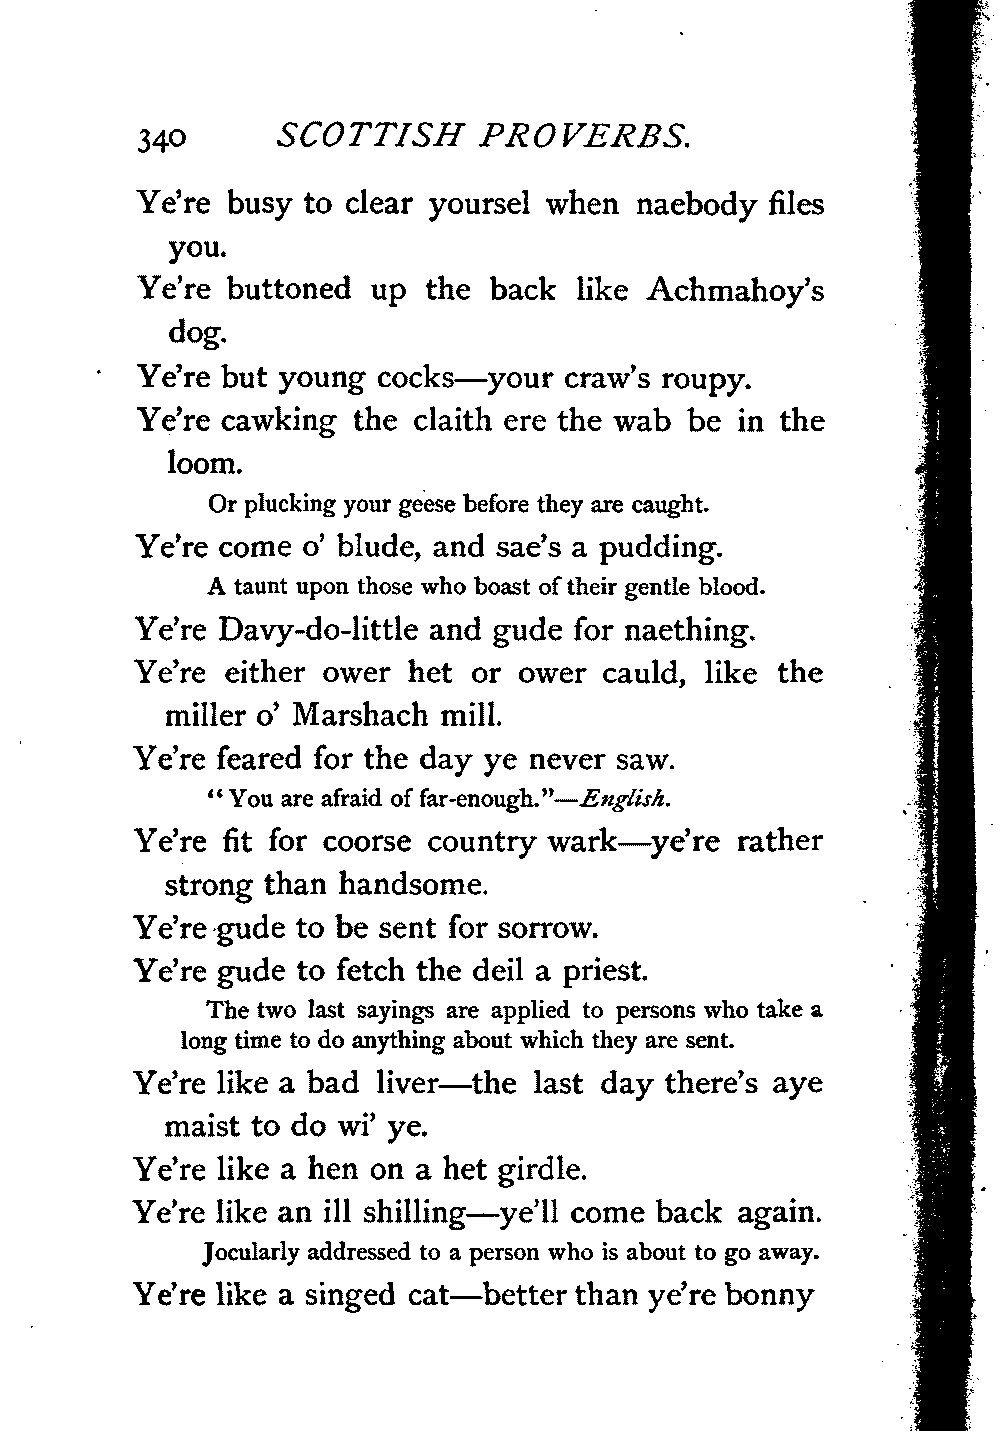 340 SCOTTISH PROVERBS.
Ye're busy to clear yoursel when naebody files
you.
Ye're buttoned up the back like Achmahoy's
dog.
Ye're but young cocks—your craw's roupy.
Ye're cawking the claith ere the wab be in the
loom.
Or plucking your geese before they are caught.
Ye're come o' blude, and sae's a pudding.
A taunt upon those who boast of their gentle blood.
Ye're Davy-do-little and gude for naething.
Ye're either ower het or ower cauld, like the
miller o' Marshach mill.
Ye're feared for the day ye never saw.
"You are afraid of far-enough."—English.
Ye're fit for coorse country wark—ye're rather
strong than handsome.
Ye're gude to be sent for sorrow.
Ye're gude to fetch the deil a priest.
The two last sayings are applied to persons who take a
long time to do anything about which they are sent.
Ye're like a bad liver—the last day there's aye
maist to do wi' ye.
Ye're like a hen on a het girdle.
Ye're like an ill shilling—ye'll come back again.
Jocularly addressed to a person who is about to go away.
Ye're like a singed cat—better than ye're bonny